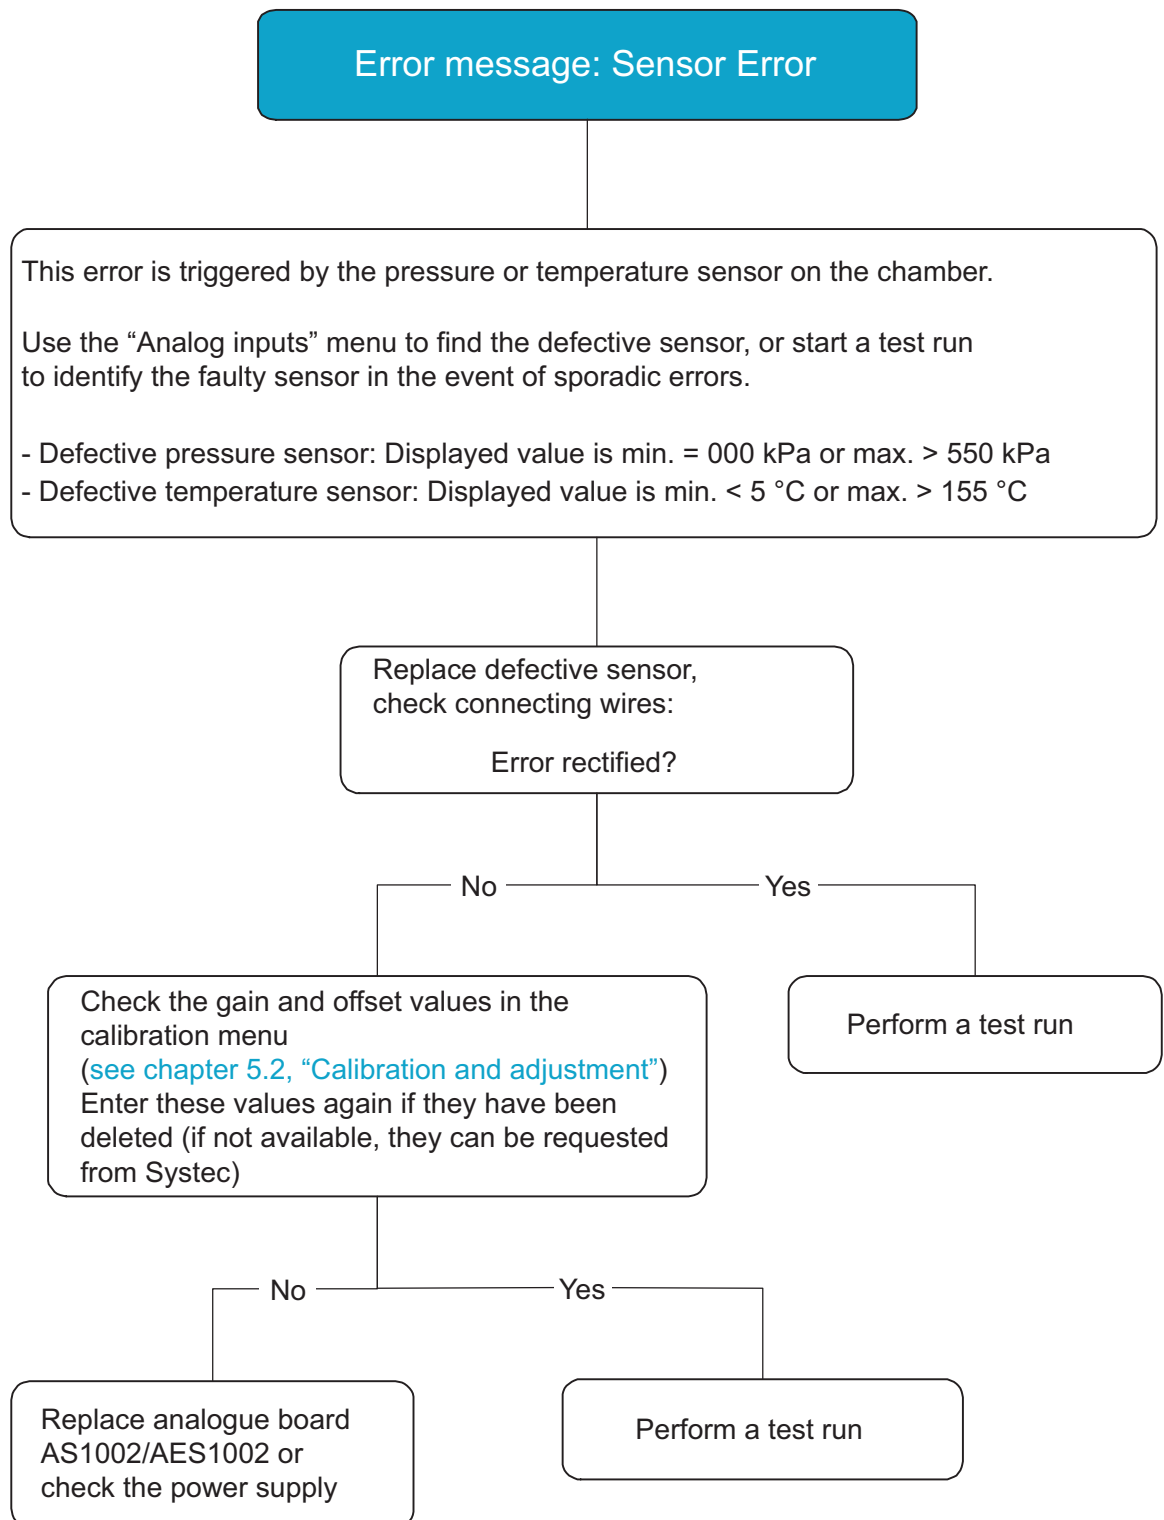 Error message: Sensor Error
This error is triggered by the pressure or temperature sensor on the chamber.
Use the “Analog inputs” menu to find the defective sensor, or start a test run
to identify the faulty sensor in the event of sporadic errors.
- Defective pressure sensor: Displayed value is min. = 000 kPa or max. > 550 kPa
- Defective temperature sensor: Displayed value is min. < 5 °C or max. > 155 °C
Replace defective sensor,
check connecting wires:
Error rectified?
No
Yes
Check the gain and offset values in the
calibration menu
(see chapter 5.2, “Calibration and adjustment”)
Enter these values again if they have been
deleted (if not available, they can be requested
from Systec)
Perform a test run
No
Yes
Replace analogue board
AS1002/AES1002 or
check the power supply
Perform a test run